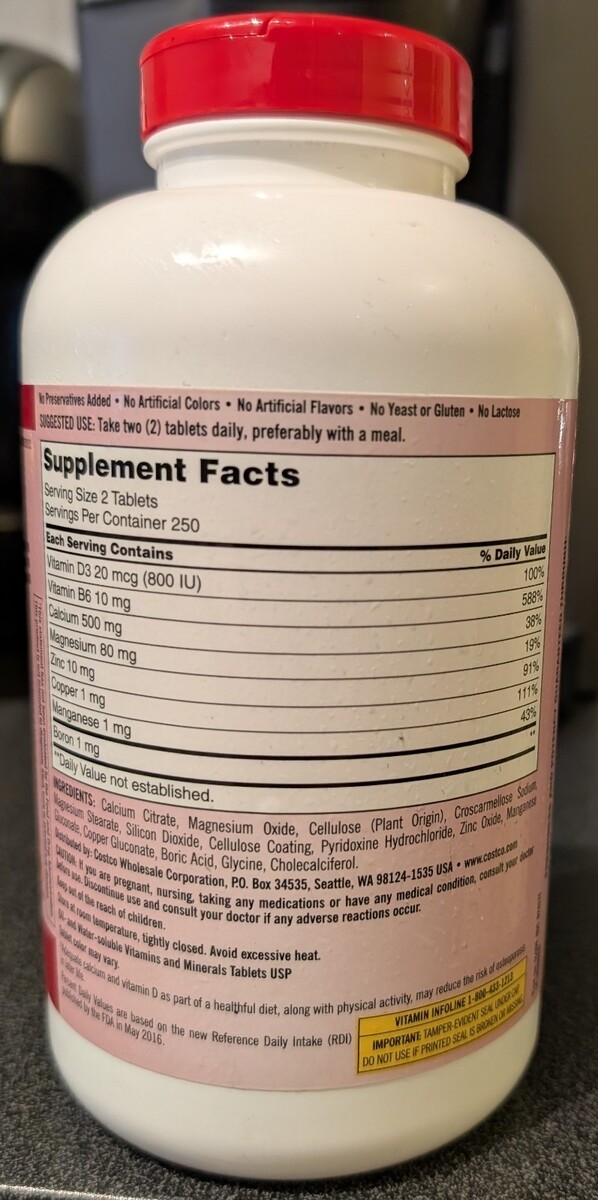 No Preservatives Added • No Artificial Colors • No Artificial Flavors • No Yeast or Gluten • No Lactose
SUGGESTED USE: Take two (2) tablets daily, preferably with a meal.
Supplement Facts
Serving Size 2 Tablets
Servings Per Container 250
Each Serving Contains % Daily Value
Vitamin D3 20 mcg (800 IU) 100%
Vitamin B6 10 mg 588%
Calcium 500 mg 38%
Magnesium 80 mg 19%
Zinc 10 mg 91%
Copper 1 mg 111%
Manganese 1 mg 43%
Boron 1 mg **
**Daily Value not established.
INGREDIENTS: Calcium Citrate, Magnesium Oxide, Cellulose (Plant Origin), Croscarmellose Sodium,
Magnesium Stearate, Silicon Dioxide, Cellulose Coating, Pyridoxine Hydrochloride, Zinc Oxide, Manganese
Gluconate, Copper Gluconate, Boric Acid, Glycine, Cholecalciferol.
Distributed by: Costco Wholesale Corporation, P.O. Box 34535, Seattle, WA 98124-1535 USA • www.costco.com
CAUTION: If you are pregnant, nursing, taking any medications or have any medical condition, consult your doctor
before use. Discontinue use and consult your doctor if any adverse reactions occur.
Keep out of the reach of children.
Store at room temperature, tightly closed. Avoid excessive heat.
Oil- and Water-soluble Vitamins and Minerals Tablets USP
Tablet color may vary.
Adequate calcium and vitamin D as part of a healthful diet, along with physical activity, may reduce the risk of osteoporosis
in later life.
Percent Daily Values are based on the new Reference Daily Intake (RDI)
published by the FDA in May 2016.
VITAMIN INFOLINE 1-800-433-1213
IMPORTANT: TAMPER-EVIDENT SEAL UNDER CAP
DO NOT USE IF PRINTED SEAL IS BROKEN OR MISSING.